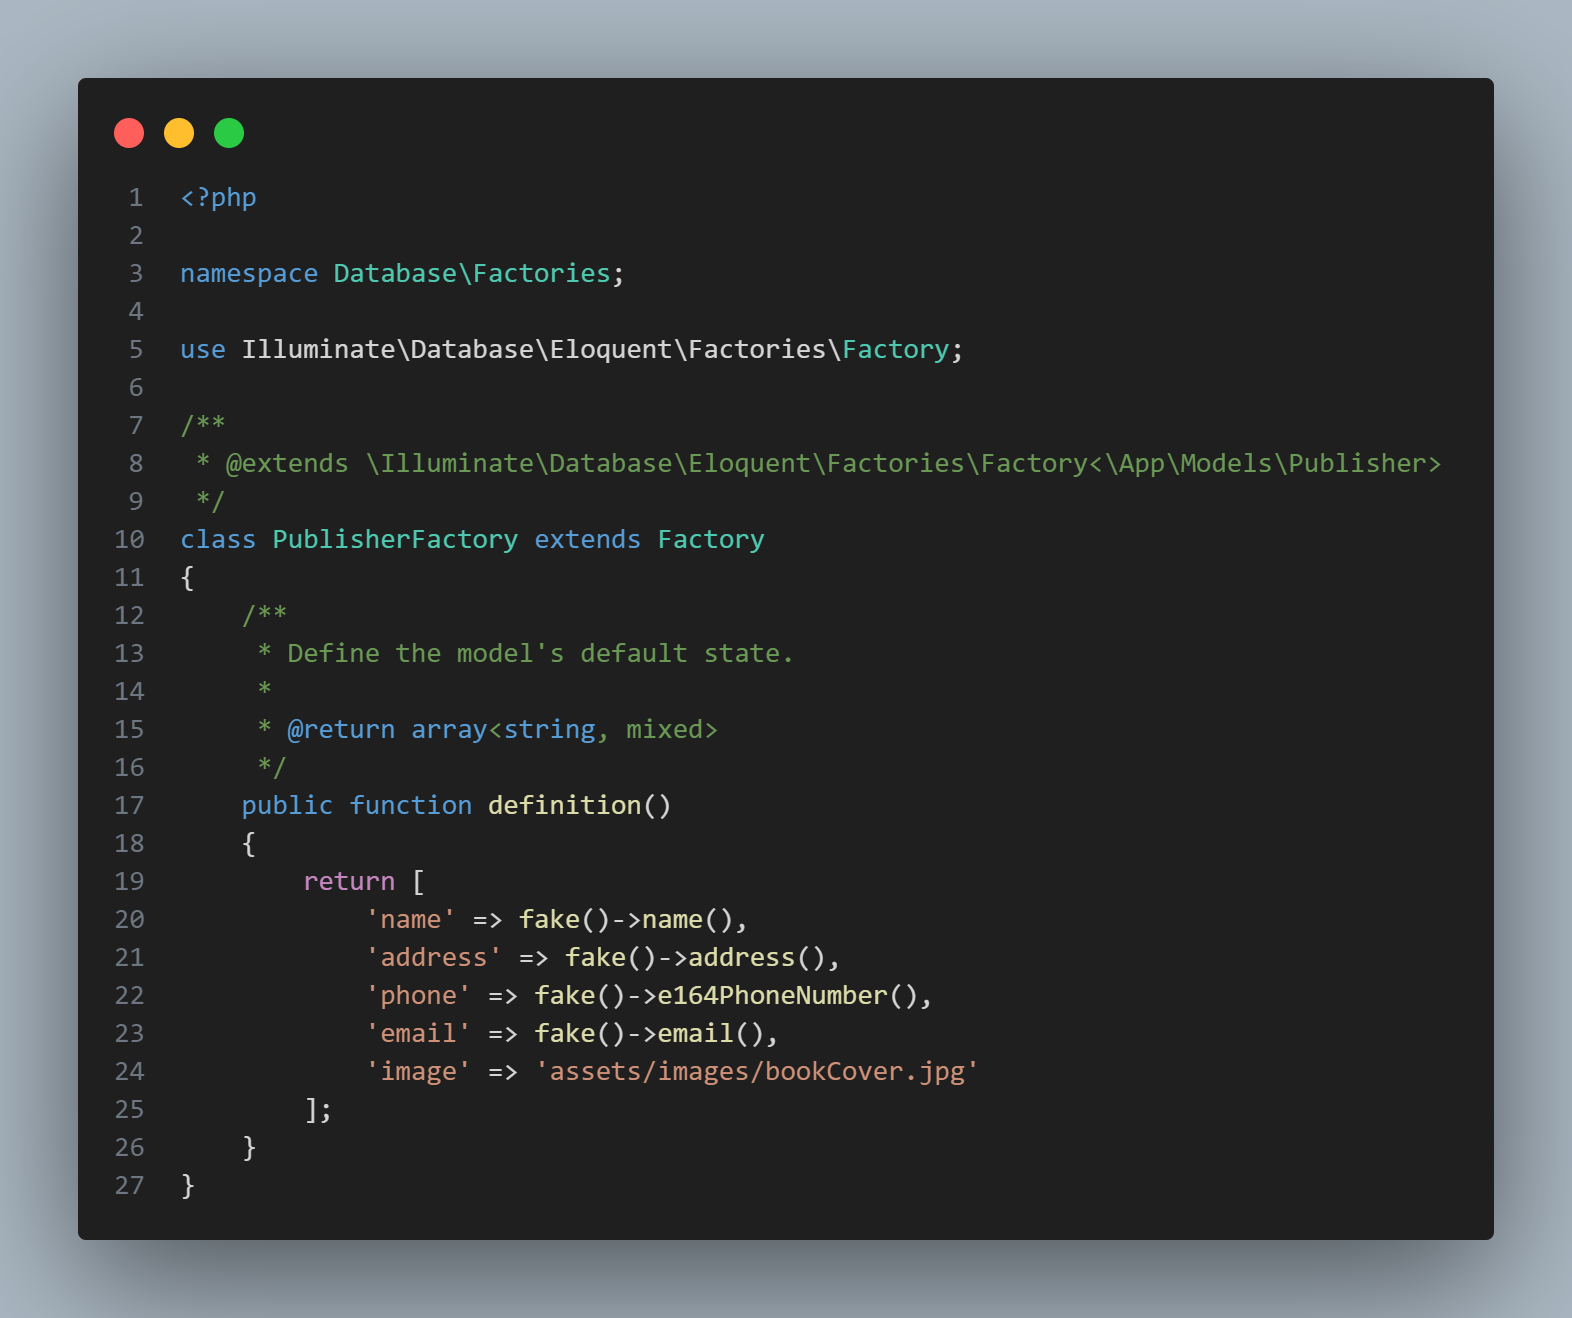 1 <?php
2
3 namespace Database\Factories;
4
5 use Illuminate\Database\Eloquent\Factories\Factory;
6
7 /**
8  * @extends \Illuminate\Database\Eloquent\Factories\Factory<\App\Models\Publisher>
9  */
10 class PublisherFactory extends Factory
11 {
12     /**
13      * Define the model's default state.
14      *
15      * @return array<string, mixed>
16      */
17     public function definition()
18     {
19         return [
20             'name' => fake()->name(),
21             'address' => fake()->address(),
22             'phone' => fake()->e164PhoneNumber(),
23             'email' => fake()->email(),
24             'image' => 'assets/images/bookCover.jpg'
25         ];
26     }
27 }